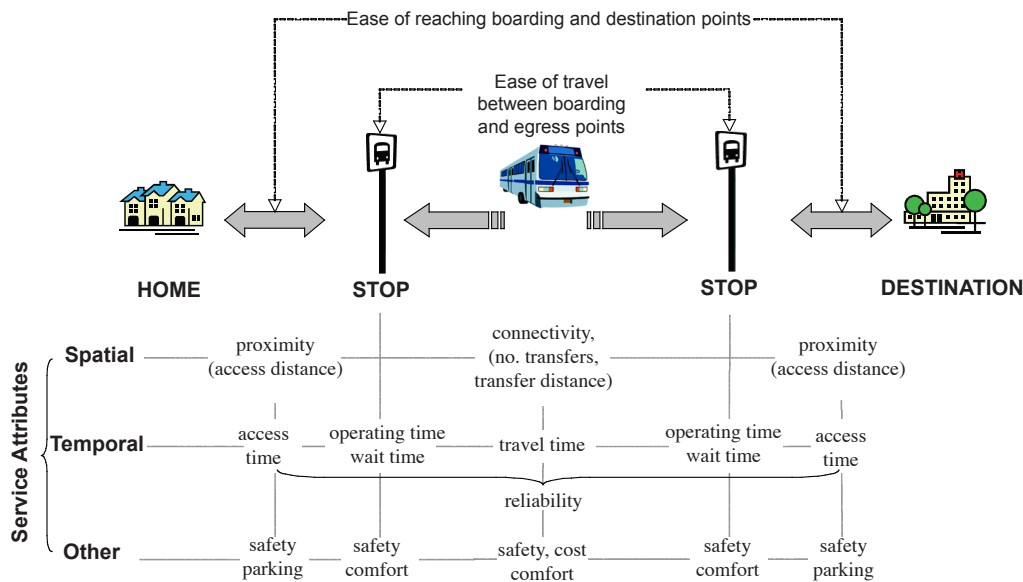 Ease of reaching boarding and destination points
Ease of travel
between boarding
and egress points
H
HOME
STOP
STOP
DESTINATION
Service Attributes
Spatial
proximity
(access distance)
connectivity,
(no. transfers,
transfer distance)
proximity
(access distance)
Temporal
access
time
operating time
wait time
travel time
operating time
wait time
access
time
reliability
Other
safety
parking
safety
comfort
safety, cost
comfort
safety
comfort
safety
parking